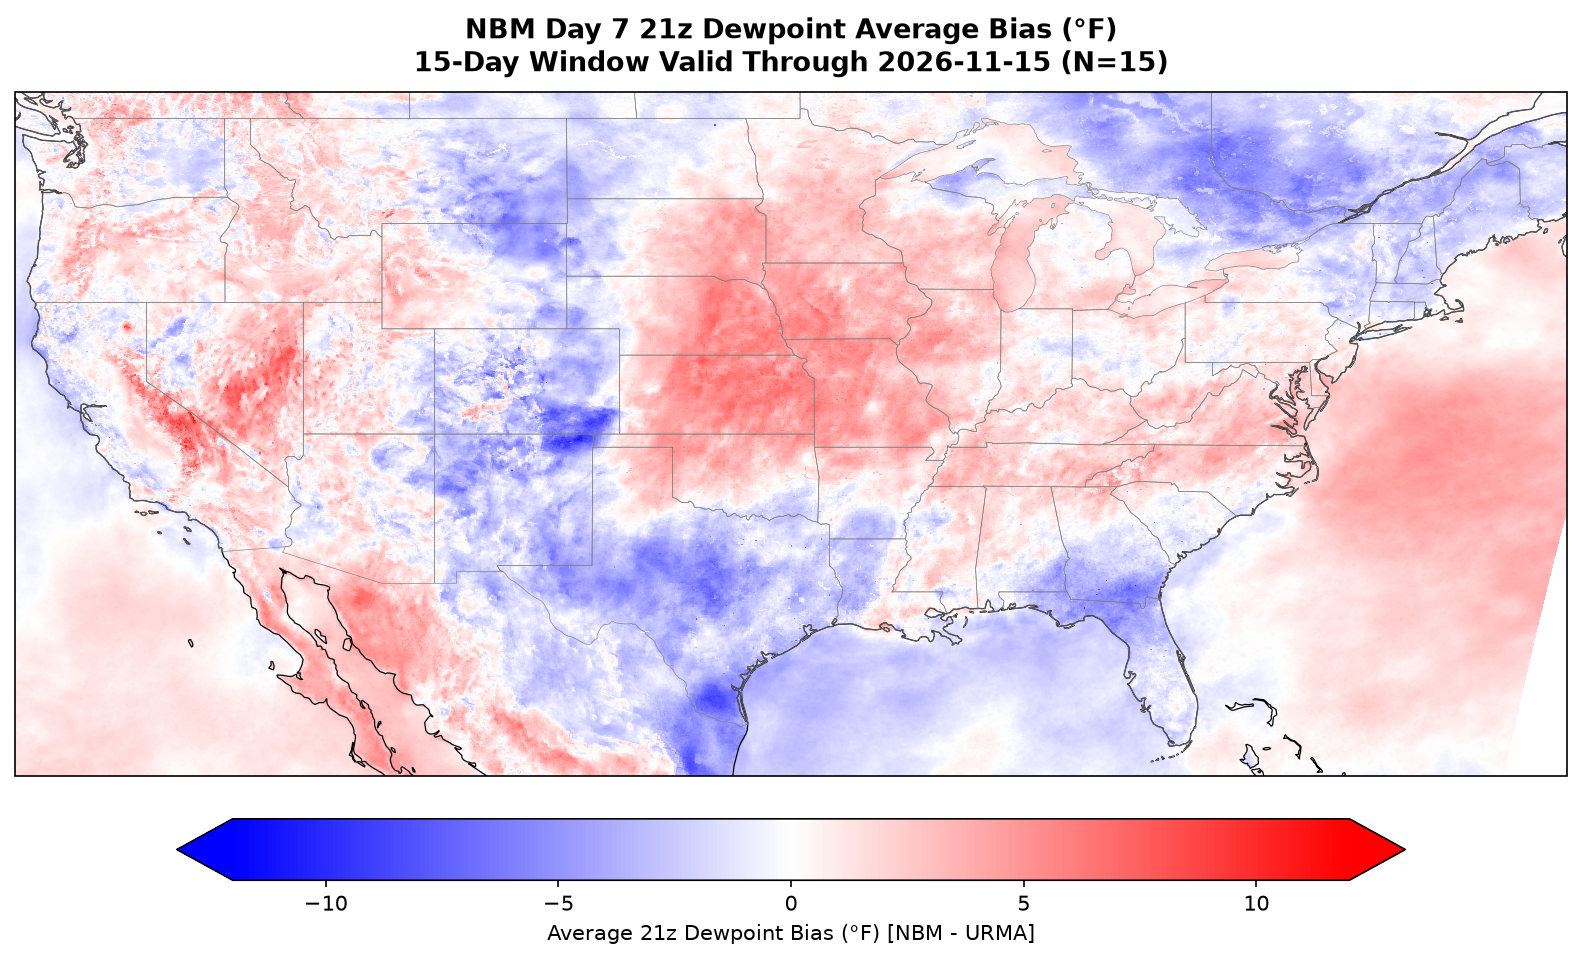 NBM Day 7 21z Dewpoint Average Bias (°F)
15-Day Window Valid Through 2026-11-15 (N=15)
−10 −5 0 5 10
Average 21z Dewpoint Bias (°F) [NBM - URMA]